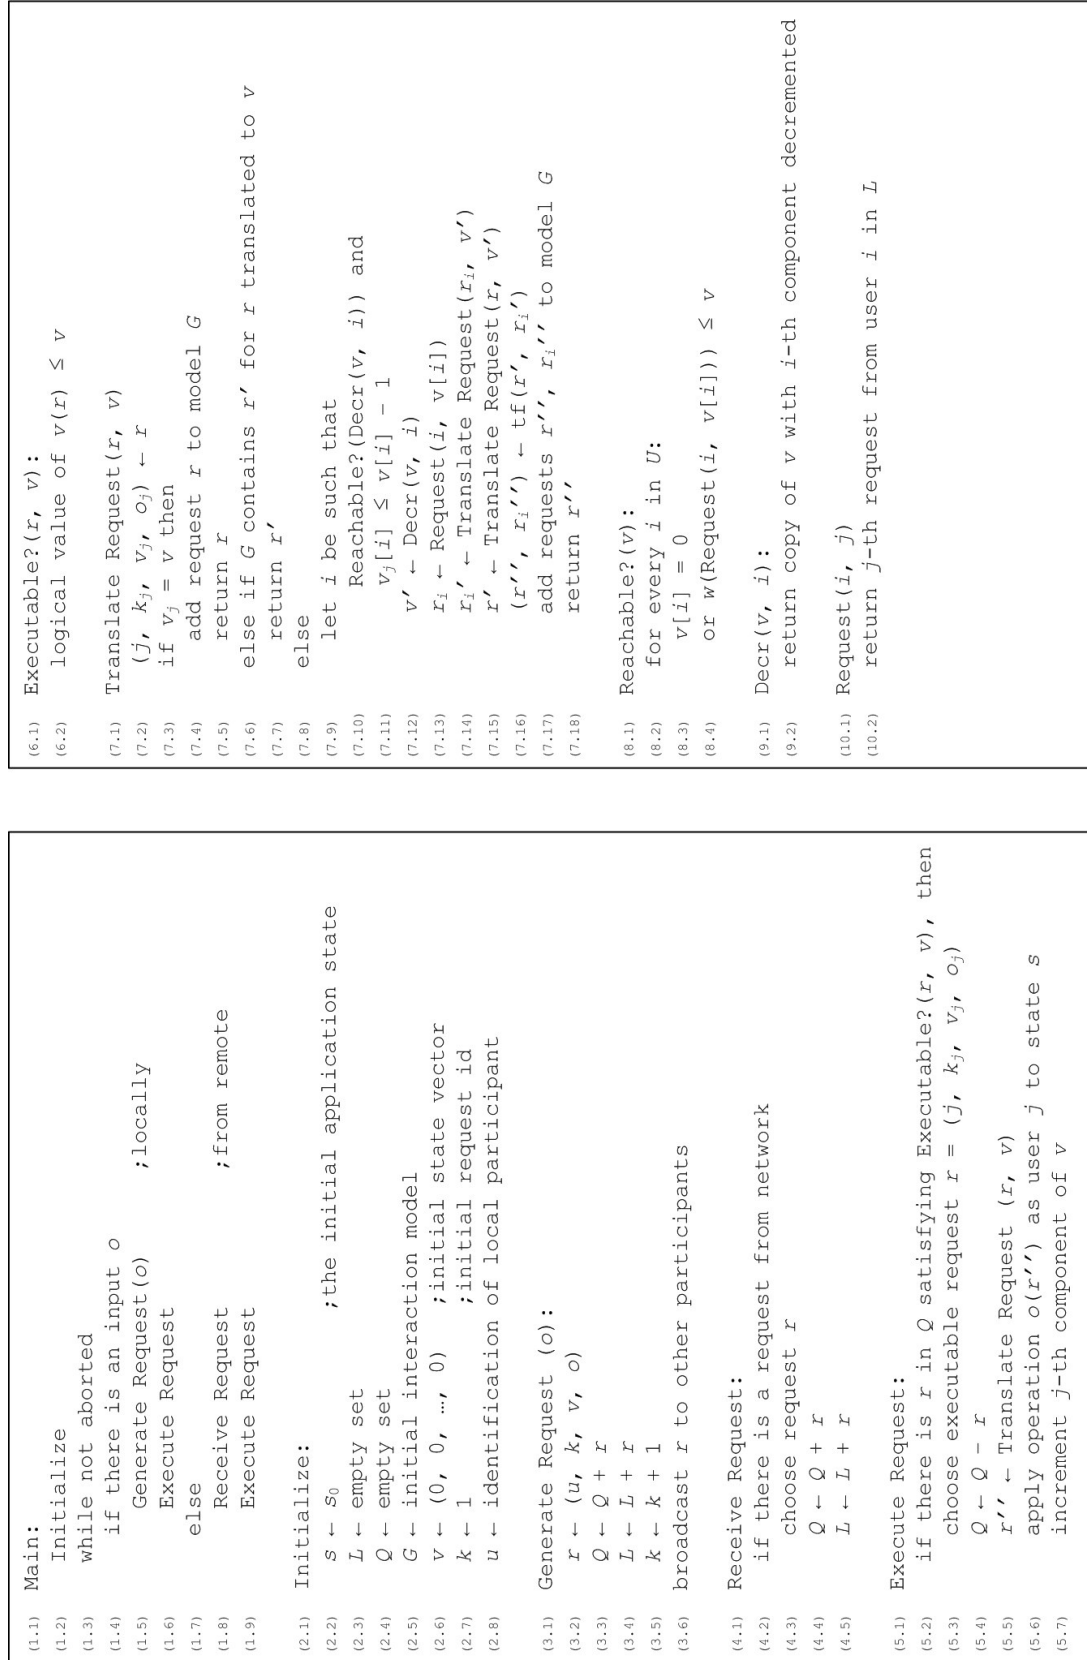 (1.1) Main:
(1.2) Initialize
(1.3) while not aborted
(1.4) if there is an input o
(1.5) Generate Request(o) ;locally
(1.6) Execute Request
(1.7) else
(1.8) Receive Request ;from remote
(1.9) Execute Request
(2.1) Initialize:
(2.2) s ← s₀ ;the initial application state
(2.3) L ← empty set
(2.4) Q ← empty set
(2.5) G ← initial interaction model
(2.6) v ← (0, 0, …, 0) ;initial state vector
(2.7) k ← 1 ;initial request id
(2.8) u ← identification of local participant
(3.1) Generate Request (o):
(3.2) r ← (u, k, v, o)
(3.3) Q ← Q + r
(3.4) L ← L + r
(3.5) k ← k + 1
(3.6) broadcast r to other participants
(4.1) Receive Request:
(4.2) if there is a request from network
(4.3) choose request r
(4.4) Q ← Q + r
(4.5) L ← L + r
(5.1) Execute Request:
(5.2) if there is r in Q satisfying Executable?(r, v), then
(5.3) choose executable request r = (j, kⱼ, vⱼ, oⱼ)
(5.4) Q ← Q - r
(5.5) r'' ← Translate Request (r, v)
(5.6) apply operation o(r'') as user j to state s
(5.7) increment j-th component of v
(6.1) Executable?(r, v):
(6.2) logical value of v(r) ≤ v
(7.1) Translate Request(r, v)
(7.2) (j, kⱼ, vⱼ, oⱼ) ← r
(7.3) if vⱼ = v then
(7.4) add request r to model G
(7.5) return r
(7.6) else if G contains r' for r translated to v
(7.7) return r'
(7.8) else
(7.9) let i be such that
(7.10) Reachable?(Decr(v, i)) and
(7.11) vⱼ[i] ≤ v[i] - 1
(7.12) v' ← Decr(v, i)
(7.13) rᵢ ← Request(i, v[i])
(7.14) rᵢ' ← Translate Request(rᵢ, v')
(7.15) r' ← Translate Request(r, v')
(7.16) (r'', rᵢ'') ← tf(r', rᵢ')
(7.17) add requests r'', rᵢ'' to model G
(7.18) return r''
(8.1) Reachable?(v):
(8.2) for every i in U:
(8.3) v[i] = 0
(8.4) or w(Request(i, v[i])) ≤ v
(9.1) Decr(v, i):
(9.2) return copy of v with i-th component decremented
(10.1) Request(i, j)
(10.2) return j-th request from user i in L